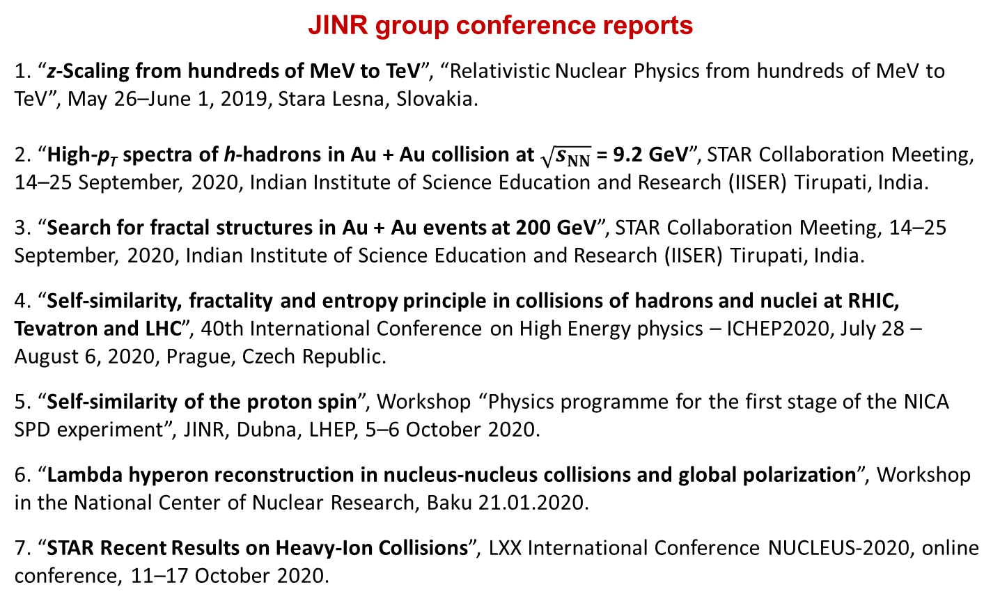 JINR group conference reports
1. “z-Scaling from hundreds of MeV to TeV”, “Relativistic Nuclear Physics from hundreds of MeV to
TeV”, May 26–June 1, 2019, Stara Lesna, Slovakia.
2. “High-p_T spectra of h-hadrons in Au + Au collision at √s_NN = 9.2 GeV”, STAR Collaboration Meeting,
14–25 September, 2020, Indian Institute of Science Education and Research (IISER) Tirupati, India.
3. “Search for fractal structures in Au + Au events at 200 GeV”, STAR Collaboration Meeting, 14–25
September, 2020, Indian Institute of Science Education and Research (IISER) Tirupati, India.
4. “Self-similarity, fractality and entropy principle in collisions of hadrons and nuclei at RHIC,
Tevatron and LHC”, 40th International Conference on High Energy physics – ICHEP2020, July 28 –
August 6, 2020, Prague, Czech Republic.
5. “Self-similarity of the proton spin”, Workshop “Physics programme for the first stage of the NICA
SPD experiment”, JINR, Dubna, LHEP, 5–6 October 2020.
6. “Lambda hyperon reconstruction in nucleus-nucleus collisions and global polarization”, Workshop
in the National Center of Nuclear Research, Baku 21.01.2020.
7. “STAR Recent Results on Heavy-Ion Collisions”, LXX International Conference NUCLEUS-2020, online
conference, 11–17 October 2020.